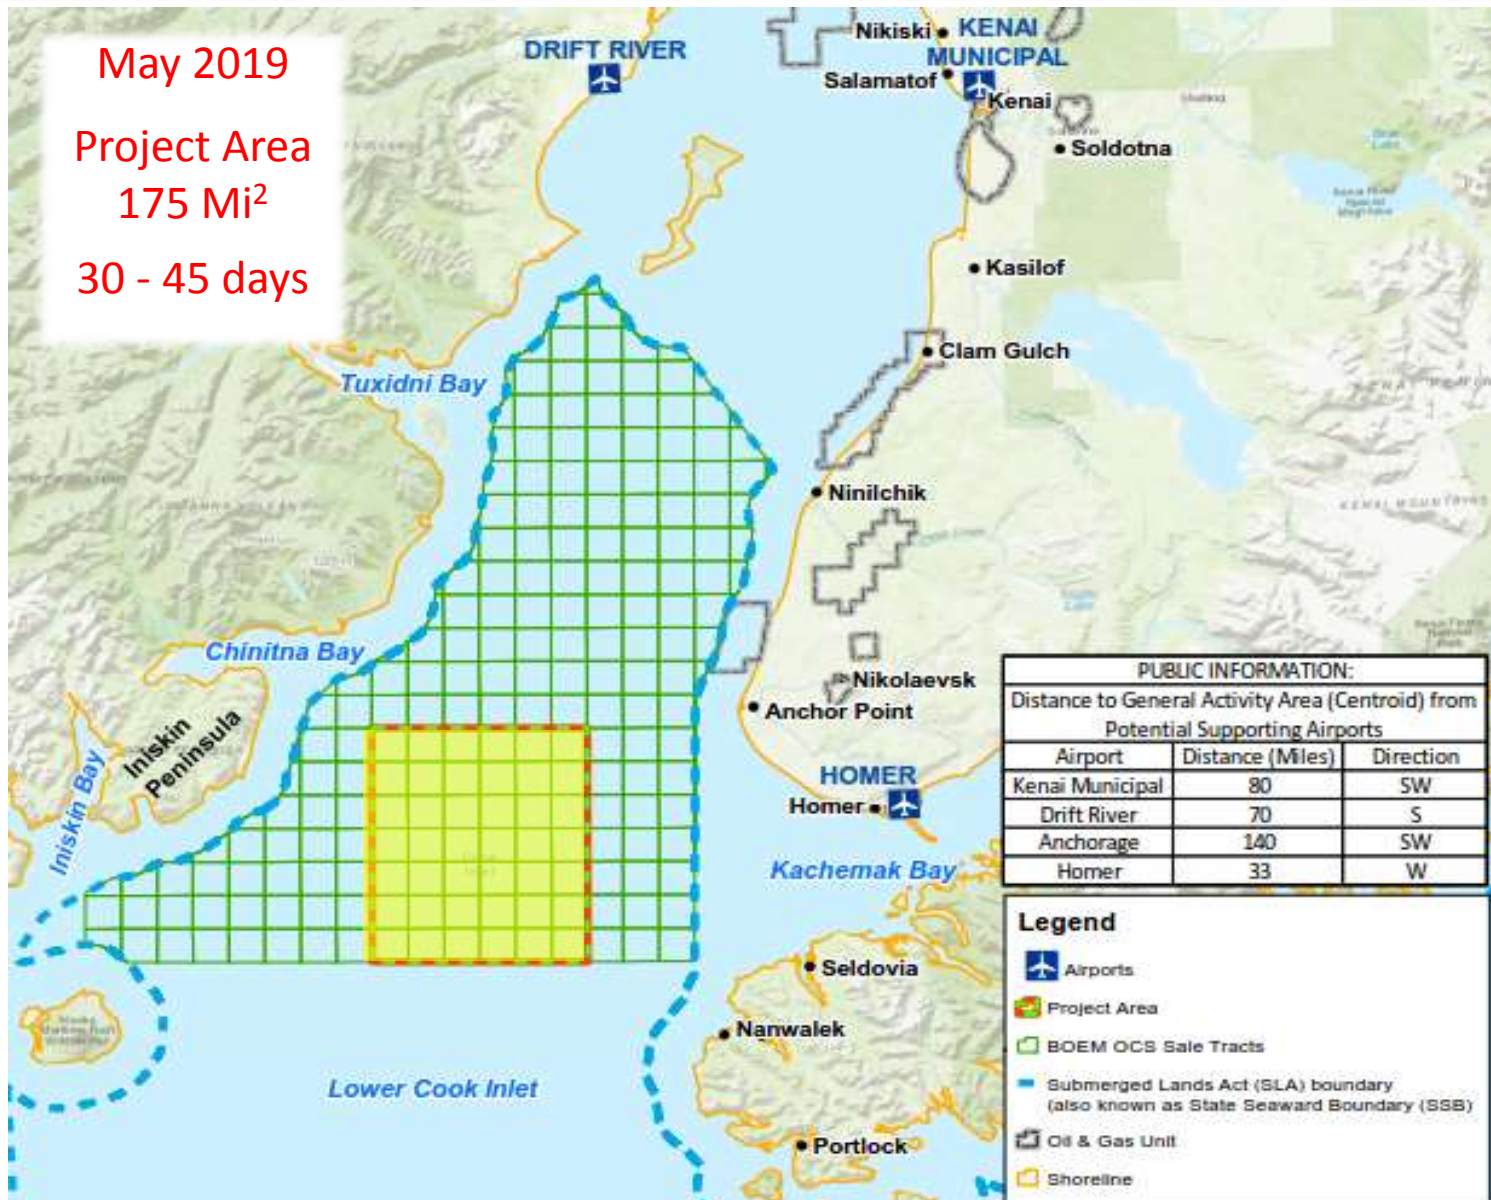 May 2019
Project Area
175 Mi²
30 - 45 days
DRIFT RIVER
Nikiski
KENAI
MUNICIPAL
Salamatof
Kenai
Soldotna
Kasilof
Clam Gulch
Tuxidni Bay
Ninilchik
KENAI MOUNTAINS
Chinitna Bay
Nikolaevsk
Anchor Point
Iniskin
Peninsula
Iniskin Bay
HOMER
Homer
Kachemak Bay
Seldovia
Nanwalek
Lower Cook Inlet
Portlock
PUBLIC INFORMATION:
Distance to General Activity Area (Centroid) from
Potential Supporting Airports
Airport Distance (Miles) Direction
Kenai Municipal 80 SW
Drift River 70 S
Anchorage 140 SW
Homer 33 W
Legend
Airports
Project Area
BOEM OCS Sale Tracts
Submerged Lands Act (SLA) boundary
(also known as State Seaward Boundary (SSB)
Oil & Gas Unit
Shoreline